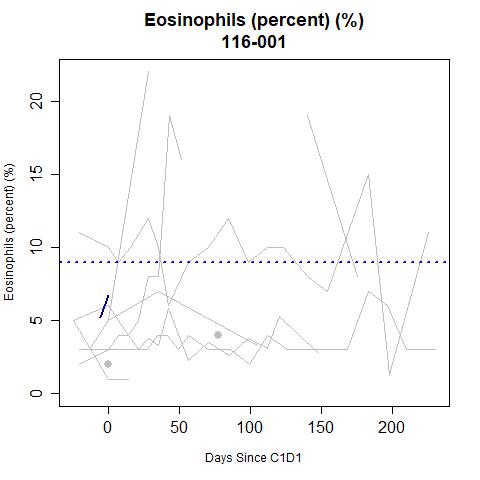 Eosinophils (percent) (%)
116-001
Eosinophils (percent) (%)
20
15
10
5
0
0 50 100 150 200
Days Since C1D1